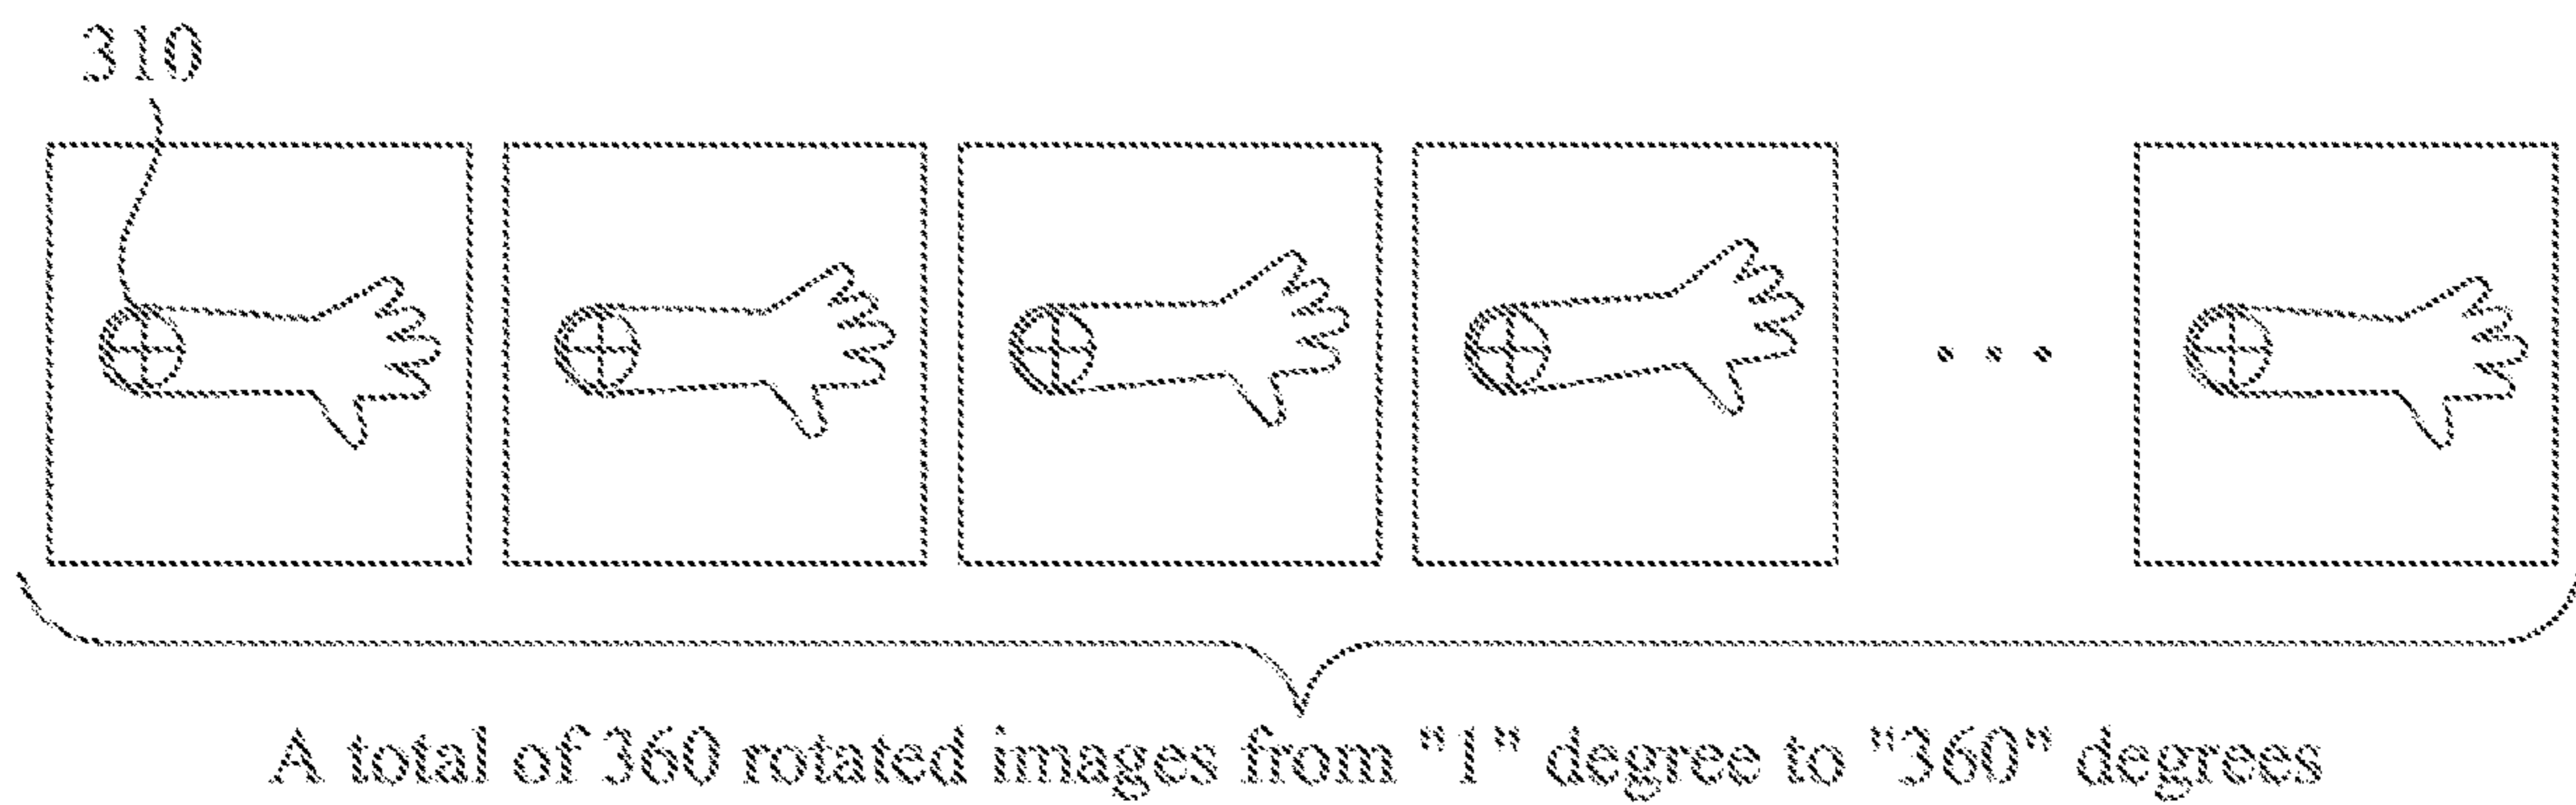 310
A total of 360 rotated images from "1" degree to "360" degrees